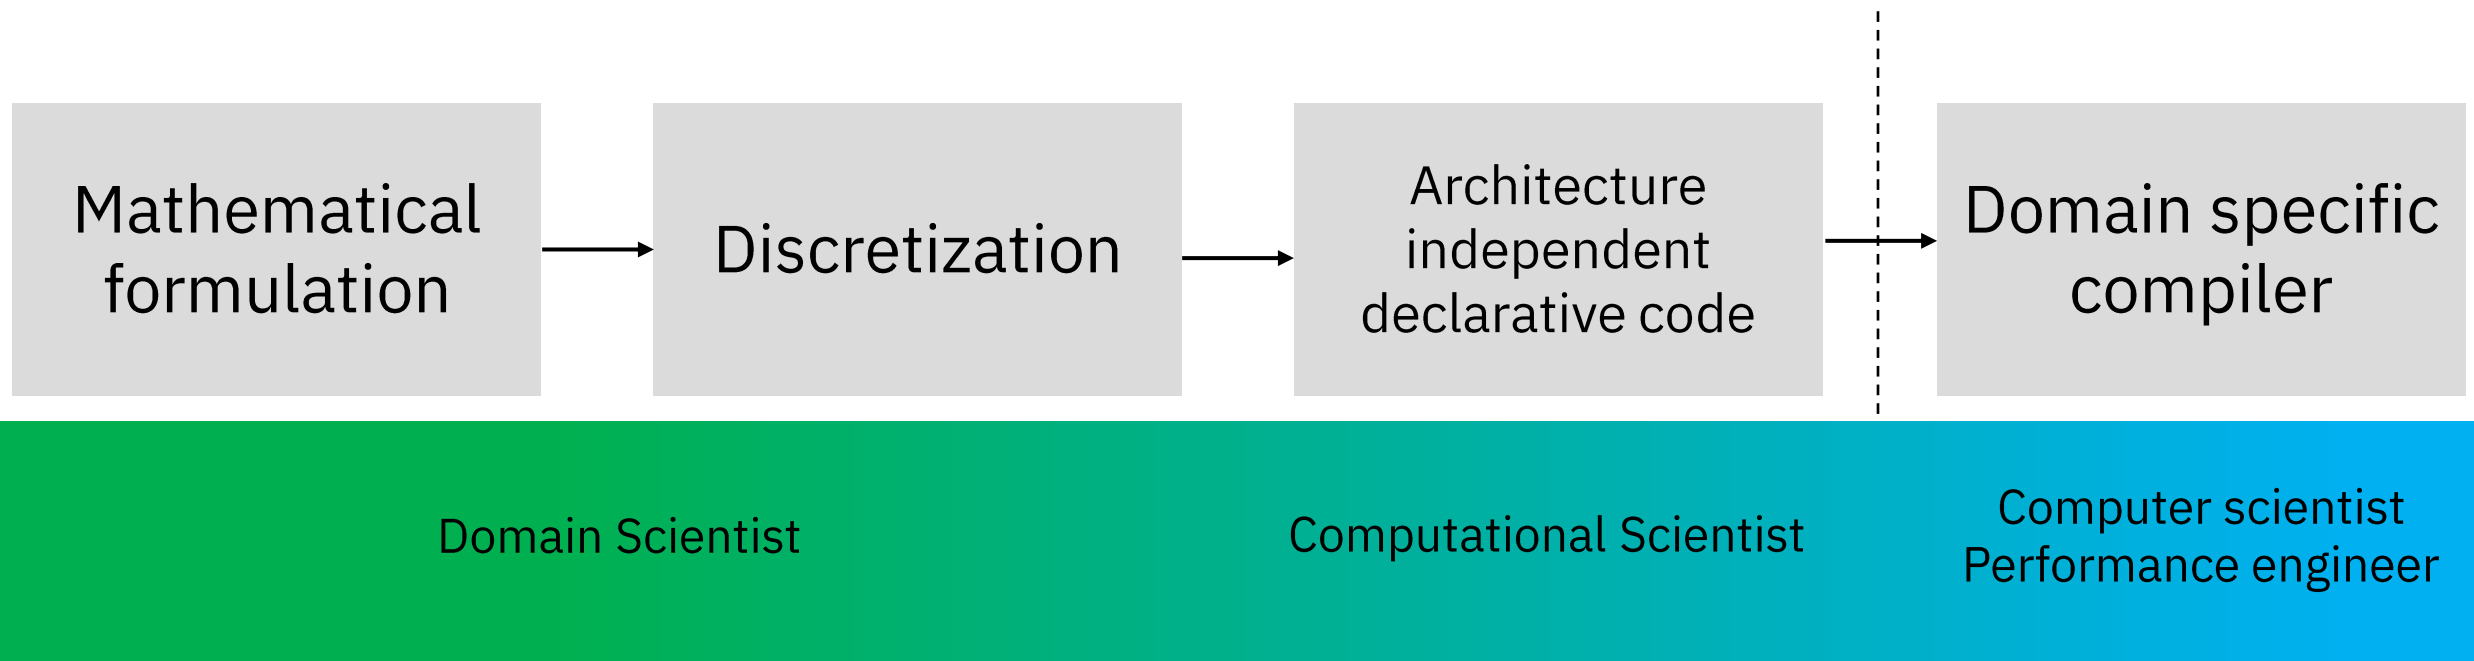 Mathematical
formulation
Discretization
Architecture
independent
declarative code
Domain specific
compiler
Domain Scientist
Computational Scientist
Computer scientist
Performance engineer